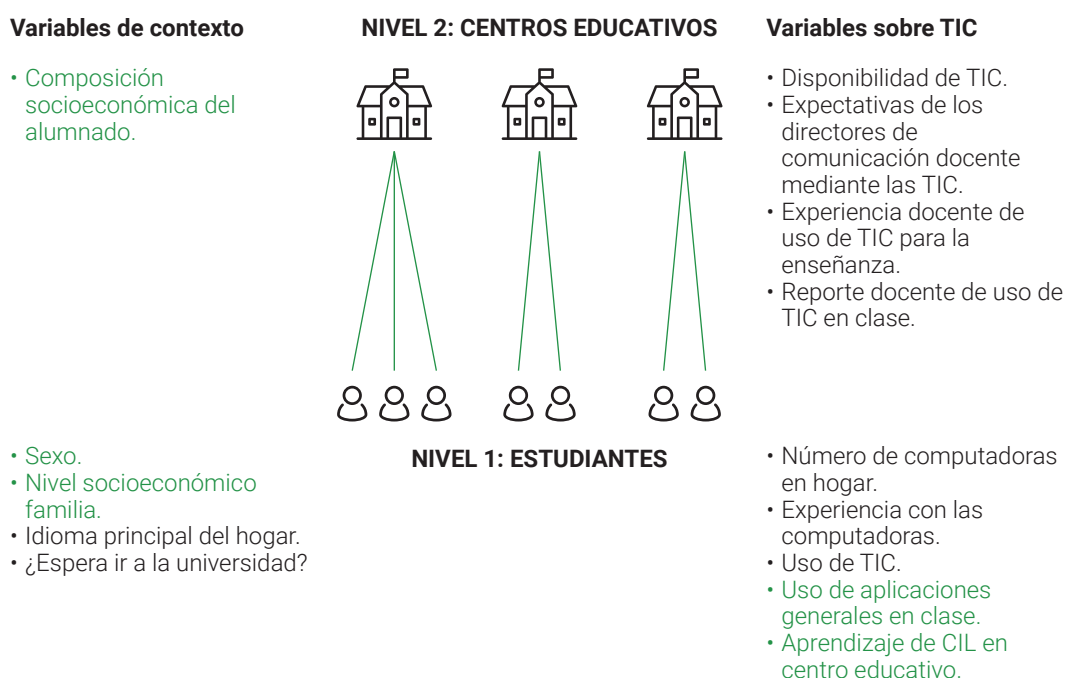 Variables de contexto
NIVEL 2: CENTROS EDUCATIVOS
Variables sobre TIC
• Composición
socioeconómica del
alumnado.
• Disponibilidad de TIC.
• Expectativas de los
directores de
comunicación docente
mediante las TIC.
• Experiencia docente de
uso de TIC para la
enseñanza.
• Reporte docente de uso de
TIC en clase.
NIVEL 1: ESTUDIANTES
• Sexo.
• Nivel socioeconómico
familia.
• Idioma principal del hogar.
• ¿Espera ir a la universidad?
• Número de computadoras
en hogar.
• Experiencia con las
computadoras.
• Uso de TIC.
• Uso de aplicaciones
generales en clase.
• Aprendizaje de CIL en
centro educativo.